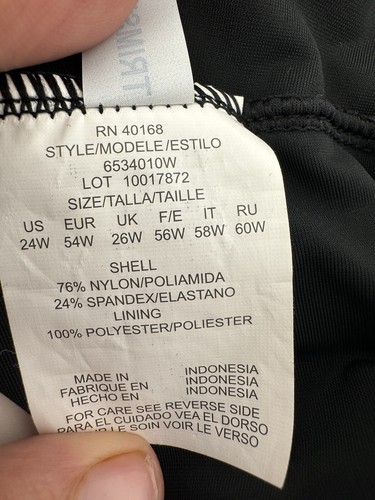 TRIMS
RN 40168
STYLE/MODELE/ESTILO
6534010W
LOT 10017872
SIZE/TALLA/TAILLE
US EUR UK F/E IT RU
24W 54W 26W 56W 58W 60W
SHELL
76% NYLON/POLIAMIDA
24% SPANDEX/ELASTANO
LINING
100% POLYESTER/POLIESTER
MADE IN INDONESIA
FABRIQUE EN INDONESIA
HECHO EN INDONESIA
FOR CARE SEE REVERSE SIDE
PARA EL CUIDADO VEA EL DORSO
LE SOIN VOIR LE VERSO